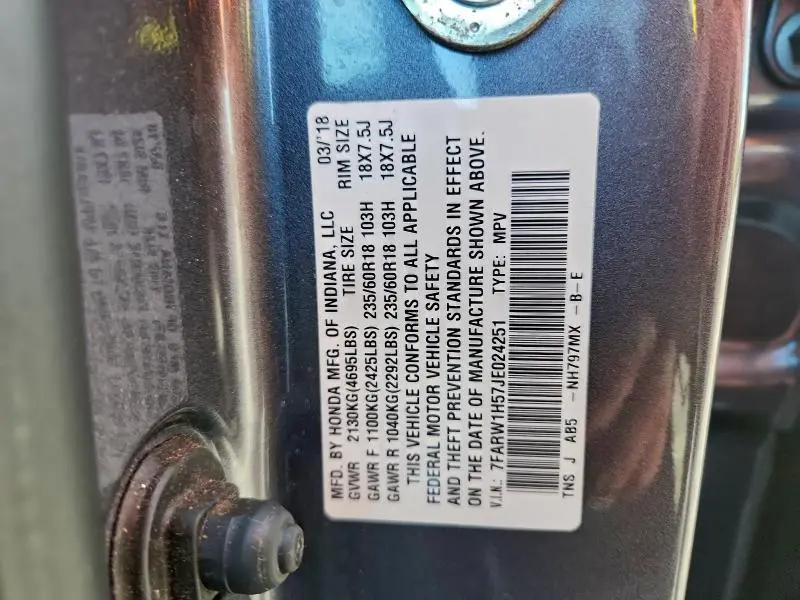 MFD. BY HONDA MFG. OF INDIANA, LLC 03/'18
GVWR 2130KG(4695LBS) TIRE SIZE RIM SIZE
GAWR F 1100KG(2425LBS) 235/60R18 103H 18X7.5J
GAWR R 1040KG(2292LBS) 235/60R18 103H 18X7.5J
THIS VEHICLE CONFORMS TO ALL APPLICABLE
FEDERAL MOTOR VEHICLE SAFETY
AND THEFT PREVENTION STANDARDS IN EFFECT
ON THE DATE OF MANUFACTURE SHOWN ABOVE.
V.I.N.: 7FARW1H57JE024251 TYPE: MPV
TNS J AB5 -NH797MX -B-E